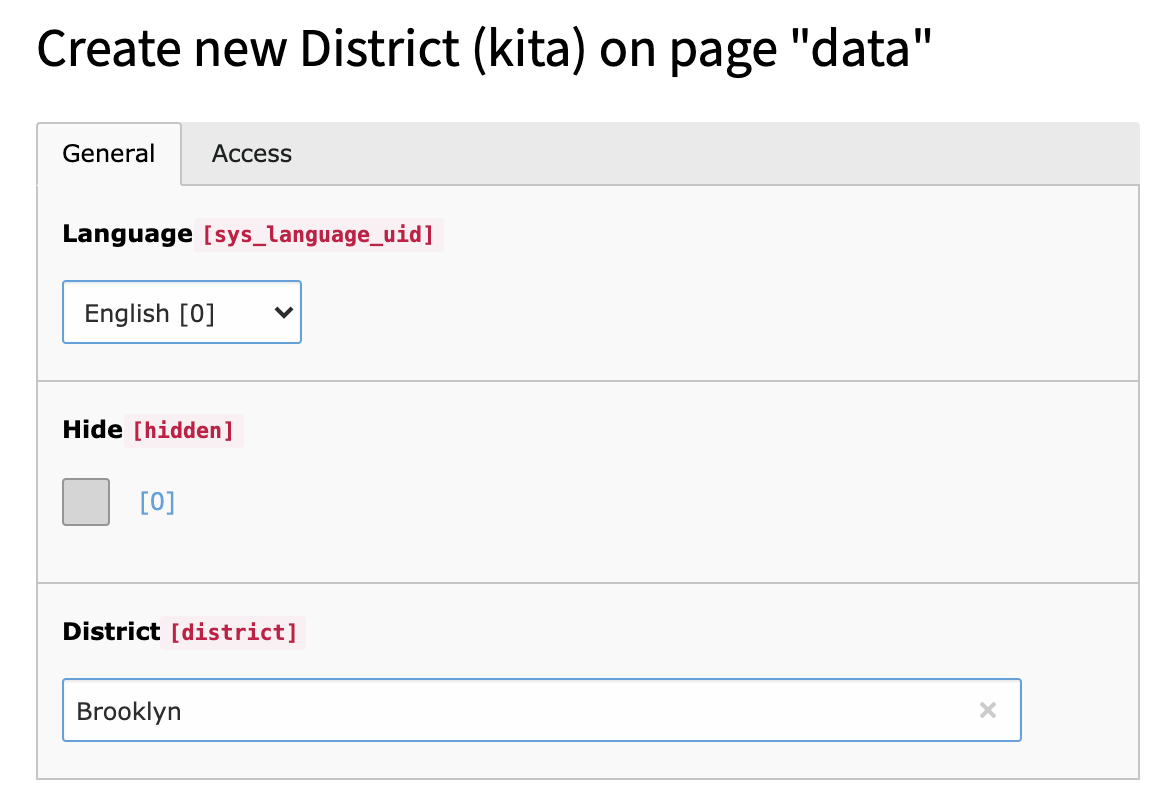 Create new District (kita) on page "data"
General Access
Language [sys_language_uid]
English [0]
Hide [hidden]
[0]
District [district]
Brooklyn